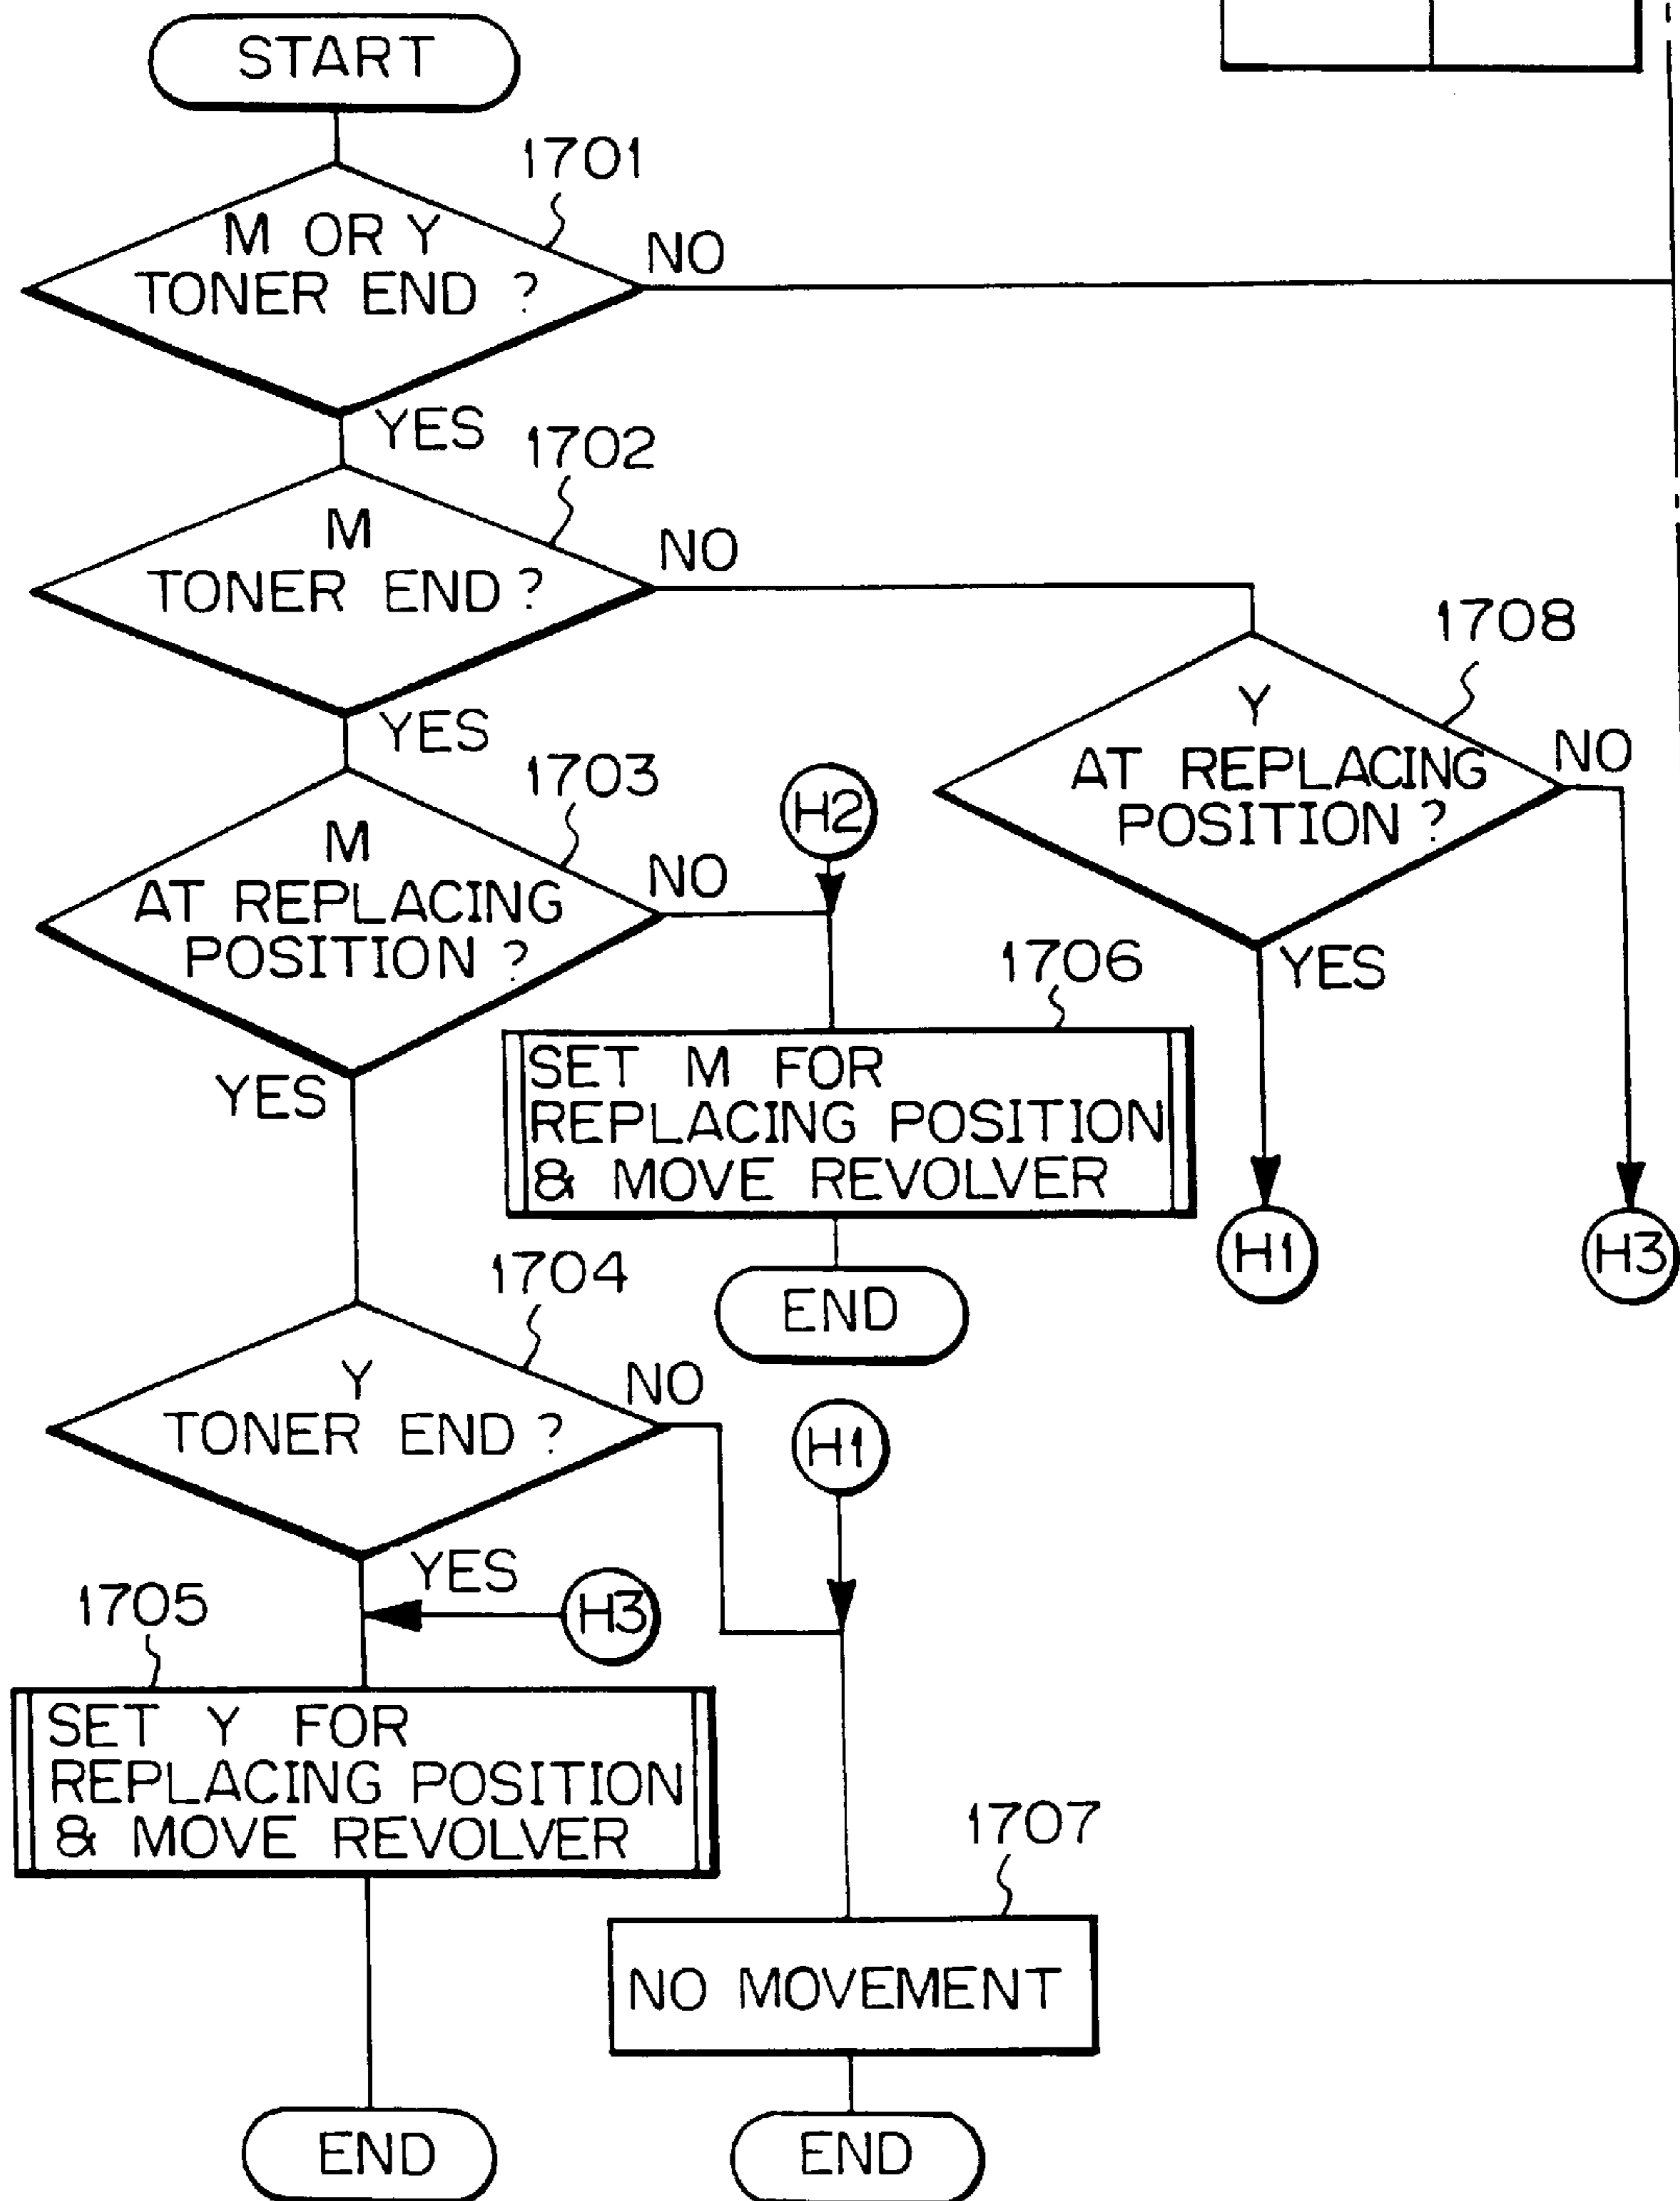 START
1701
M OR Y
TONER END ?
NO
YES
1702
M
TONER END ?
NO
YES
1708
Y
AT REPLACING
POSITION ?
NO
YES
1703
M
AT REPLACING
POSITION ?
NO
YES
H2
1706
SET M FOR
REPLACING POSITION
& MOVE REVOLVER
END
H1
H3
1704
Y
TONER END ?
NO
YES
H1
H3
1705
SET Y FOR
REPLACING POSITION
& MOVE REVOLVER
1707
NO MOVEMENT
END
END